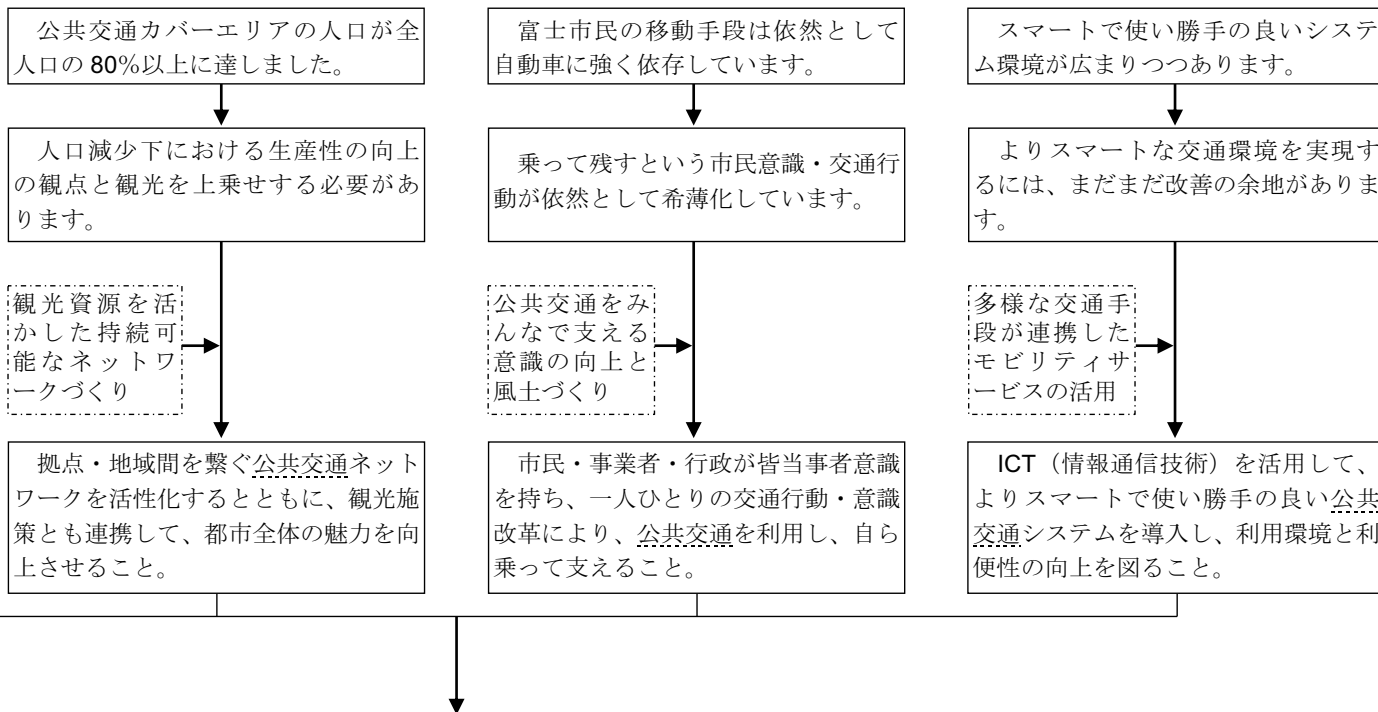 公共交通カバーエリアの人口が全
人口の 80%以上に達しました。
人口減少下における生産性の向上
の観点と観光を上乗せする必要があ
ります。
観光資源を活
かした持続可
能なネットワ
ークづくり
拠点・地域間を繋ぐ公共交通ネット
ワークを活性化するとともに、観光施
策とも連携して、都市全体の魅力を向
上させること。
富士市民の移動手段は依然として
自動車に強く依存しています。
乗って残すという市民意識・交通行
動が依然として希薄化しています。
公共交通をみ
んなで支える
意識の向上と
風土づくり
市民・事業者・行政が皆当事者意識
を持ち、一人ひとりの交通行動・意識
改革により、公共交通を利用し、自ら
乗って支えること。
スマートで使い勝手の良いシステ
ム環境が広まりつつあります。
よりスマートな交通環境を実現す
るには、まだまだ改善の余地がありま
す。
多様な交通手
段が連携した
モビリティサ
ービスの活用
ICT（情報通信技術）を活用して、
よりスマートで使い勝手の良い公共
交通システムを導入し、利用環境と利
便性の向上を図ること。